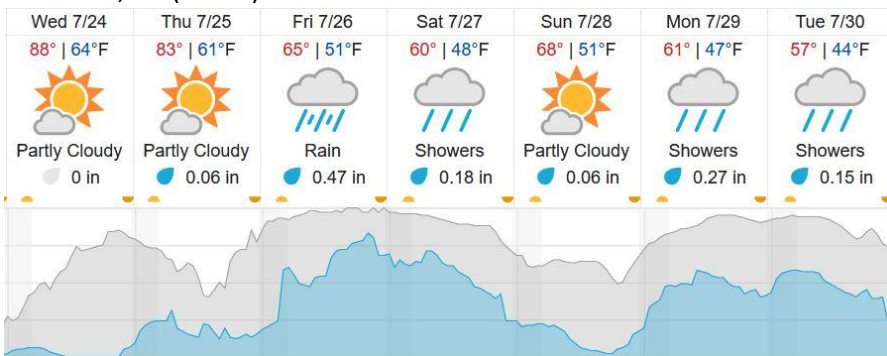 Wed 7/24 Thu 7/25 Fri 7/26 Sat 7/27 Sun 7/28 Mon 7/29 Tue 7/30
88° | 64°F 83° | 61°F 65° | 51°F 60° | 48°F 68° | 51°F 61° | 47°F 57° | 44°F
Partly Cloudy Partly Cloudy Rain Showers Partly Cloudy Showers Showers
0 in 0.06 in 0.47 in 0.18 in 0.06 in 0.27 in 0.15 in